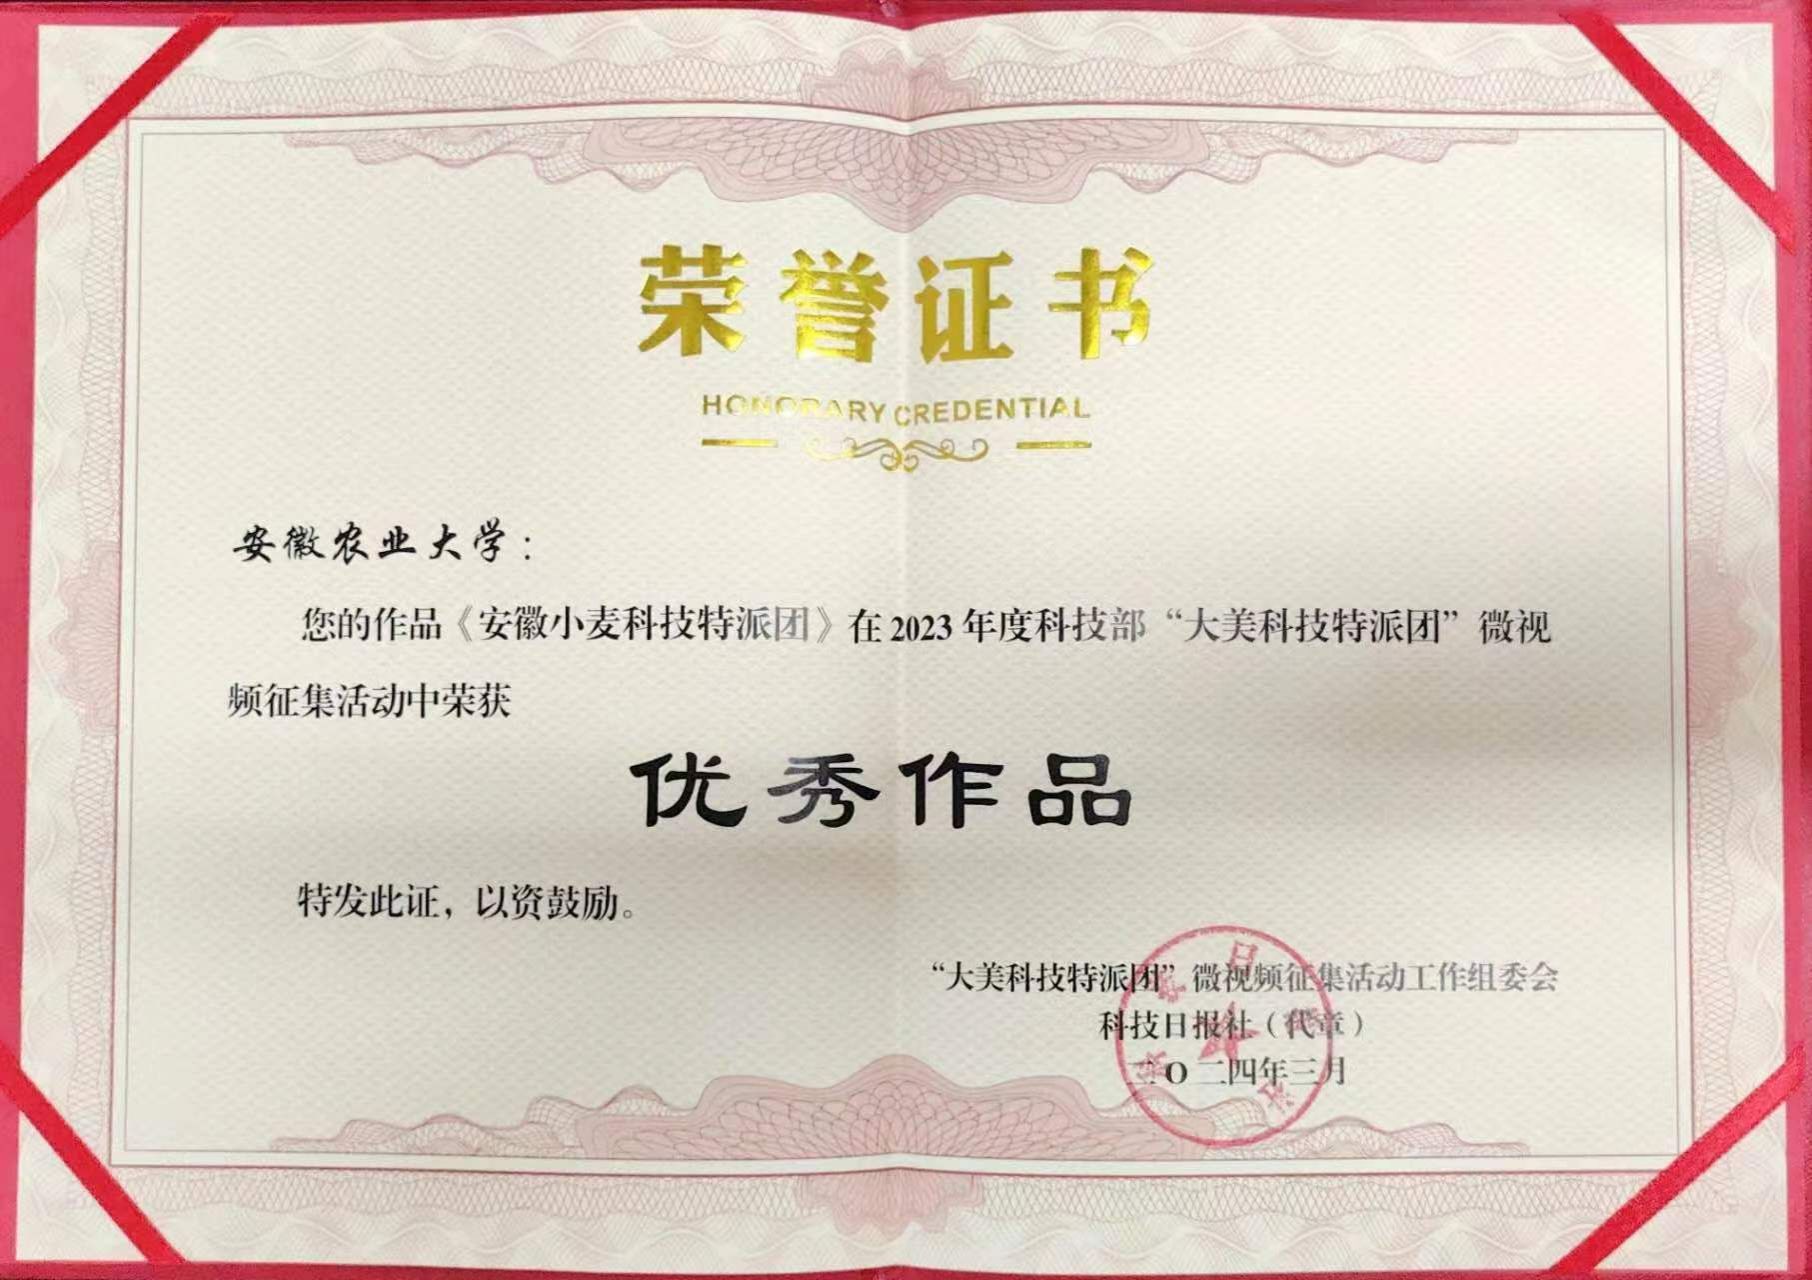 荣誉证书
HONORARY CREDENTIAL
安徽农业大学：
您的作品《安徽小麦科技特派团》在2023年度科技部“大美科技特派团”微视
频征集活动中荣获
优秀作品
特发此证，以资鼓励。
“大美科技特派团”微视频征集活动工作组委会
科技日报社（代章）
二O二四年三月